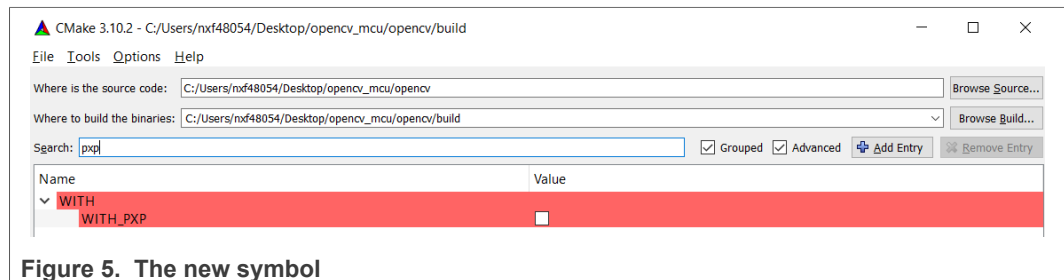 CMake 3.10.2 - C:/Users/nxf48054/Desktop/opencv_mcu/opencv/build
File Tools Options Help
Where is the source code: C:/Users/nxf48054/Desktop/opencv_mcu/opencv Browse Source...
Where to build the binaries: C:/Users/nxf48054/Desktop/opencv_mcu/opencv/build Browse Build...
Search: pxp Grouped Advanced Add Entry Remove Entry
Name Value
WITH
WITH_PXP
Figure 5. The new symbol